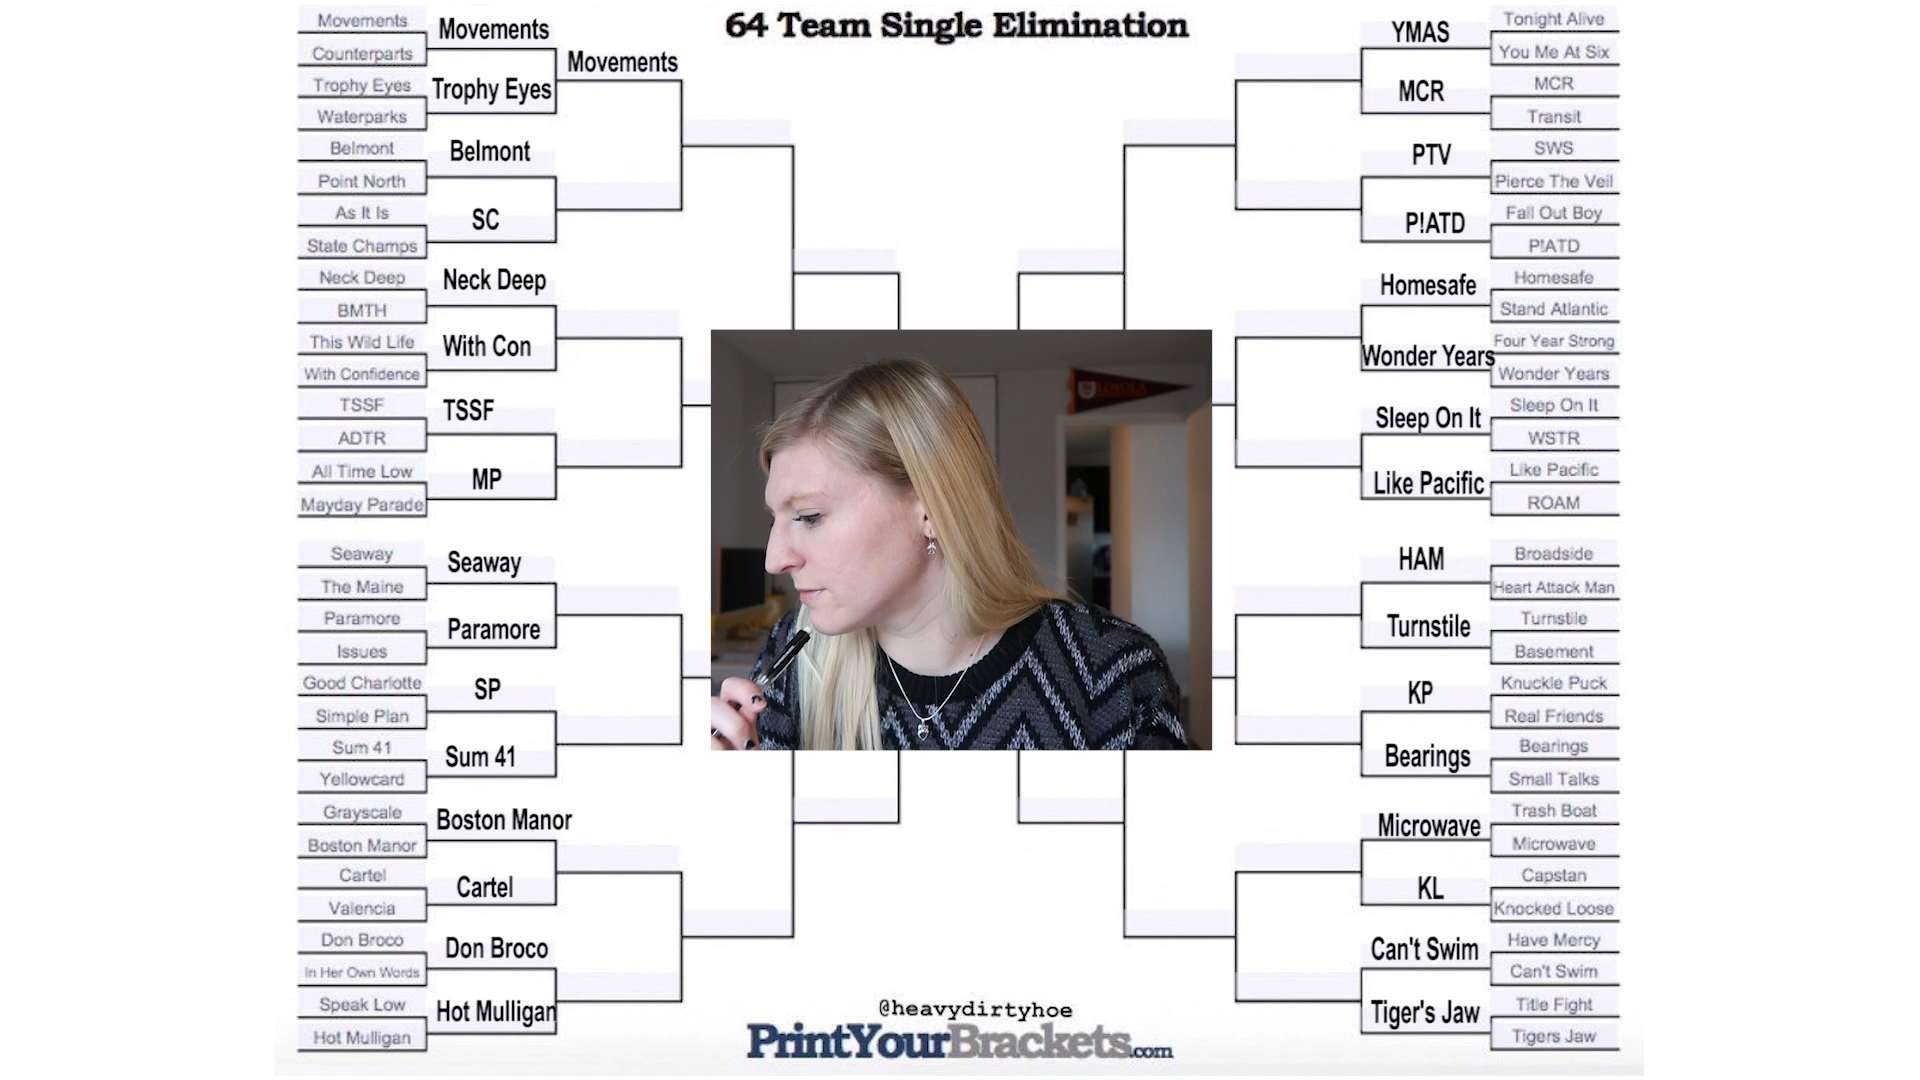 64 Team Single Elimination
Movements
Counterparts
Trophy Eyes
Waterparks
Belmont
Point North
As It Is
State Champs
Neck Deep
BMTH
This Wild Life
With Confidence
TSSF
ADTR
All Time Low
Mayday Parade
Seaway
The Maine
Paramore
Issues
Good Charlotte
Simple Plan
Sum 41
Yellowcard
Grayscale
Boston Manor
Cartel
Valencia
Don Broco
In Her Own Words
Speak Low
Hot Mulligan
Movements
Trophy Eyes
Belmont
SC
Neck Deep
With Con
TSSF
MP
Seaway
Paramore
SP
Sum 41
Boston Manor
Cartel
Don Broco
Hot Mulligan
Movements
LOYOLA
YMAS
MCR
PTV
P!ATD
Homesafe
Wonder Years
Sleep On It
Like Pacific
HAM
Turnstile
KP
Bearings
Microwave
KL
Can't Swim
Tiger's Jaw
Tonight Alive
You Me At Six
MCR
Transit
SWS
Pierce The Veil
Fall Out Boy
P!ATD
Homesafe
Stand Atlantic
Four Year Strong
Wonder Years
Sleep On It
WSTR
Like Pacific
ROAM
Broadside
Heart Attack Man
Turnstile
Basement
Knuckle Puck
Real Friends
Bearings
Small Talks
Trash Boat
Microwave
Capstan
Knocked Loose
Have Mercy
Can't Swim
Title Fight
Tigers Jaw
@heavydirtyhoe
PrintYourBrackets.com